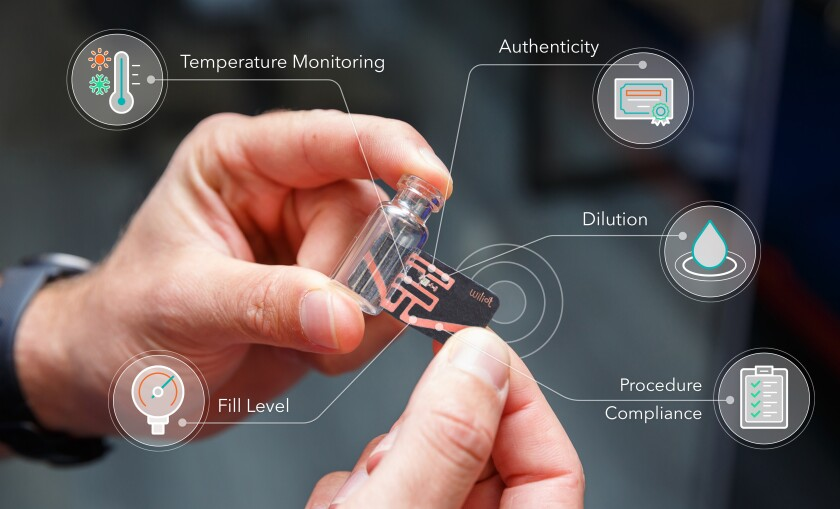 Authenticity
Temperature Monitoring
Dilution
wiliot
Procedure
Compliance
Fill Level